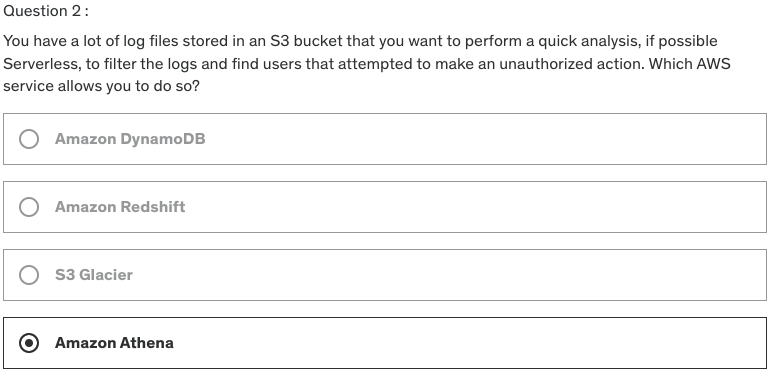 Question 2 :
You have a lot of log files stored in an S3 bucket that you want to perform a quick analysis, if possible
Serverless, to filter the logs and find users that attempted to make an unauthorized action. Which AWS
service allows you to do so?
Amazon DynamoDB
Amazon Redshift
S3 Glacier
Amazon Athena